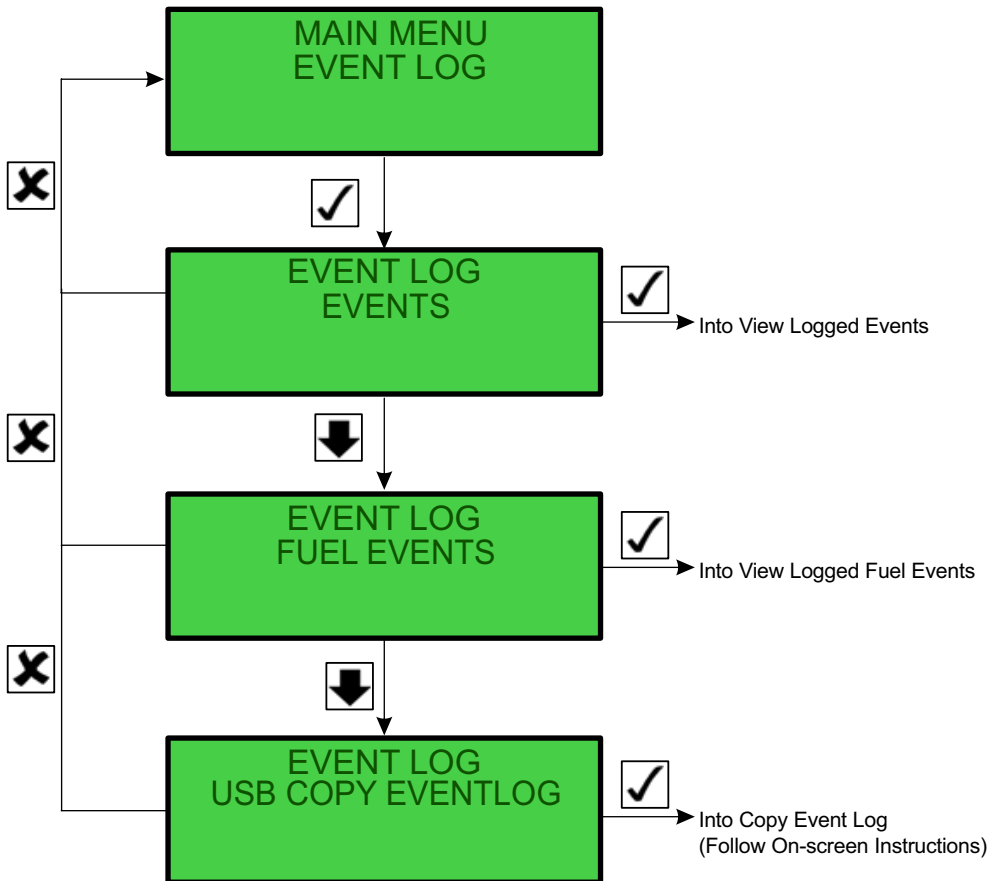 MAIN MENU
EVENT LOG
EVENT LOG
EVENTS
Into View Logged Events
EVENT LOG
FUEL EVENTS
Into View Logged Fuel Events
EVENT LOG
USB COPY EVENTLOG
Into Copy Event Log
(Follow On-screen Instructions)